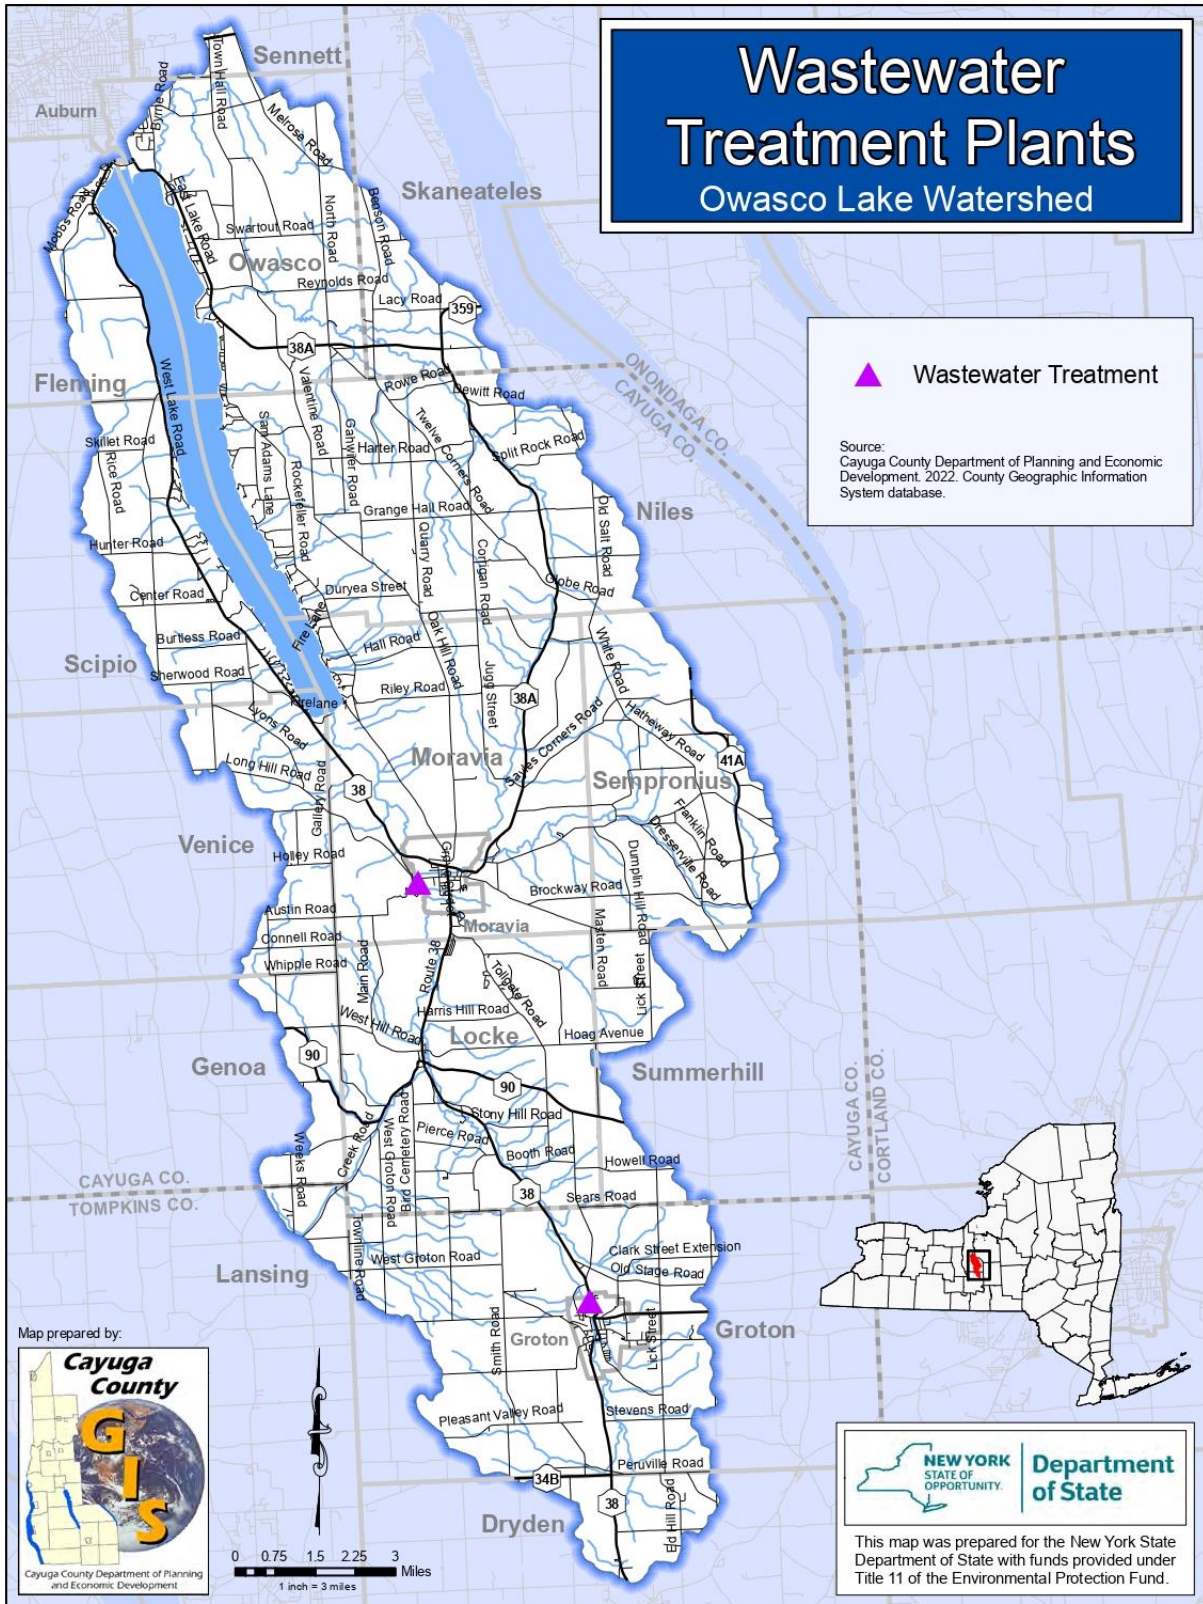 Wastewater
Treatment Plants
Owasco Lake Watershed
Wastewater Treatment
Source:
Cayuga County Department of Planning and Economic
Development. 2022. County Geographic Information
System database.
Sennett
Auburn
Byrne Road
Town Hall Road
Melrose Road
Skaneateles
Mobbs Road
East Lake Road
North Road
Benson Road
Swartout Road
Owasco
Reynolds Road
Lacy Road
359
38A
ONONDAGA CO.
CAYUGA CO.
Fleming
West Lake Road
Rowe Road
Dewitt Road
Valentine Road
Skillet Road
Rice Road
Sam Adams Lane
Rockefeller Road
Gahwiler Road
Harter Road
Twelve Corners Road
Split Rock Road
Grange Hall Road
Niles
Old Salt Road
Hunter Road
Quarry Road
Corrigan Road
Center Road
Duryea Street
Globe Road
Fire Lane
Burtless Road
Hall Road
Oak Hill Road
White Road
Scipio
Sherwood Road
Riley Road
Jugg Street
38A
Firelane
Lyons Road
Hatheway Road
Moravia
Sayles Corners Road
Long Hill Road
Gallery Road
38
Sempronius
41A
Franklin Road
Dresserville Road
Venice
Holley Road
Dumplin Hill Road
Brockway Road
Austin Road
Moravia
Masten Road
Connell Road
Whipple Road
Main Road
Route 38
Tollgate Road
Lick Street
Harris Hill Road
West Hill Road
Locke
Hoag Avenue
Genoa
90
90
Summerhill
CAYUGA CO.
CORTLAND CO.
Stony Hill Road
Pierce Road
Creek Road
West Groton Road
Bird Cemetery Road
Booth Road
Howell Road
Weeks Road
CAYUGA CO.
TOMPKINS CO.
38
Sears Road
Townline Road
West Groton Road
Clark Street Extension
Old Stage Road
Lansing
Smith Road
Groton
Lick Street
Groton
Pleasant Valley Road
Stevens Road
Peruville Road
34B
38
Ed Hill Road
Dryden
Map prepared by:
Cayuga
County
GIS
Cayuga County Department of Planning
and Economic Development
0 0.75 1.5 2.25 3
Miles
1 inch = 3 miles
NEW YORK
STATE OF
OPPORTUNITY.
Department
of State
This map was prepared for the New York State
Department of State with funds provided under
Title 11 of the Environmental Protection Fund.